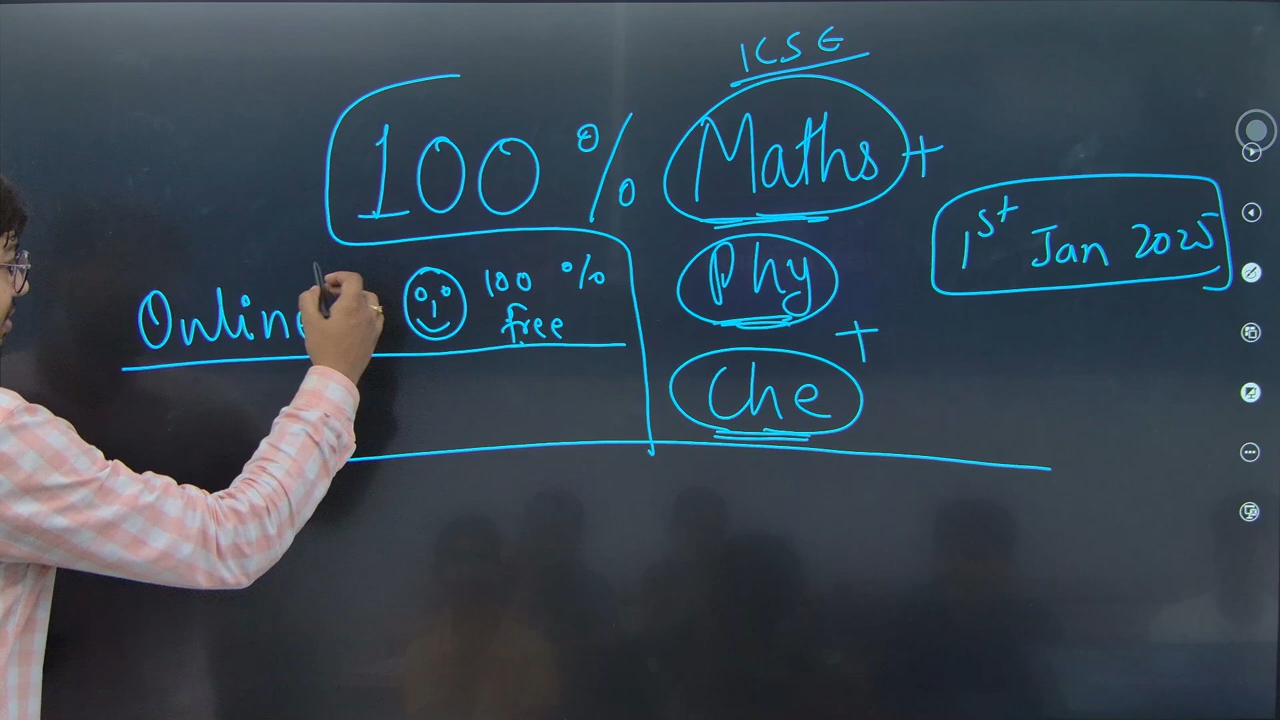 ICSE
100 % Maths +
1st Jan 2025
Phy
+
Che
Online 100 %
free